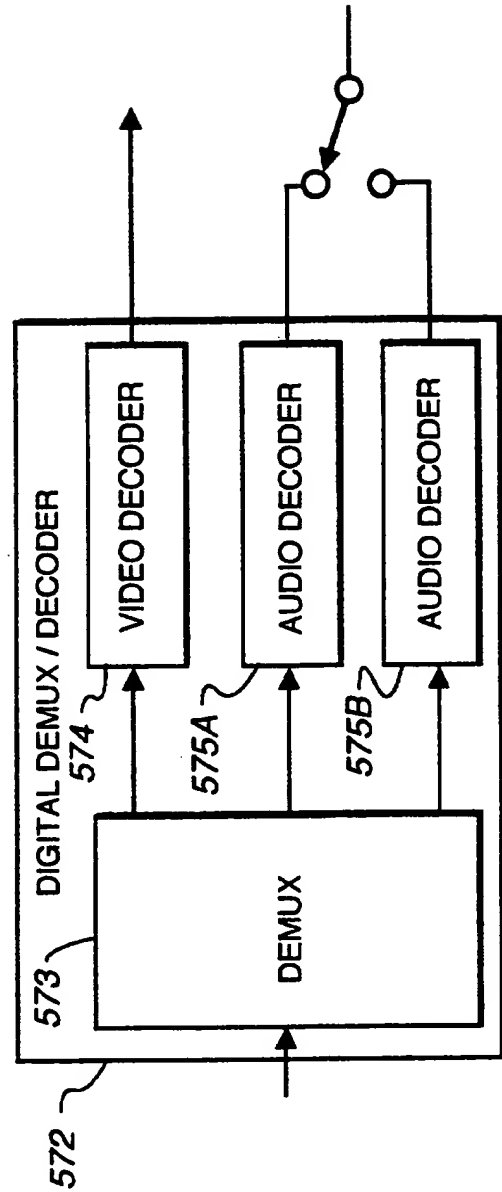 572
573
DIGITAL DEMUX / DECODER
DEMUX
574
VIDEO DECODER
575A
AUDIO DECODER
575B
AUDIO DECODER